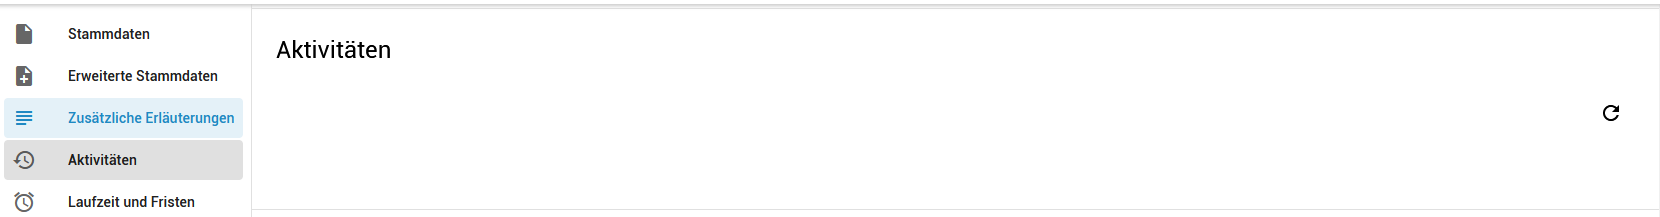 Stammdaten
Erweiterte Stammdaten
Zusätzliche Erläuterungen
Aktivitäten
Laufzeit und Fristen
Aktivitäten